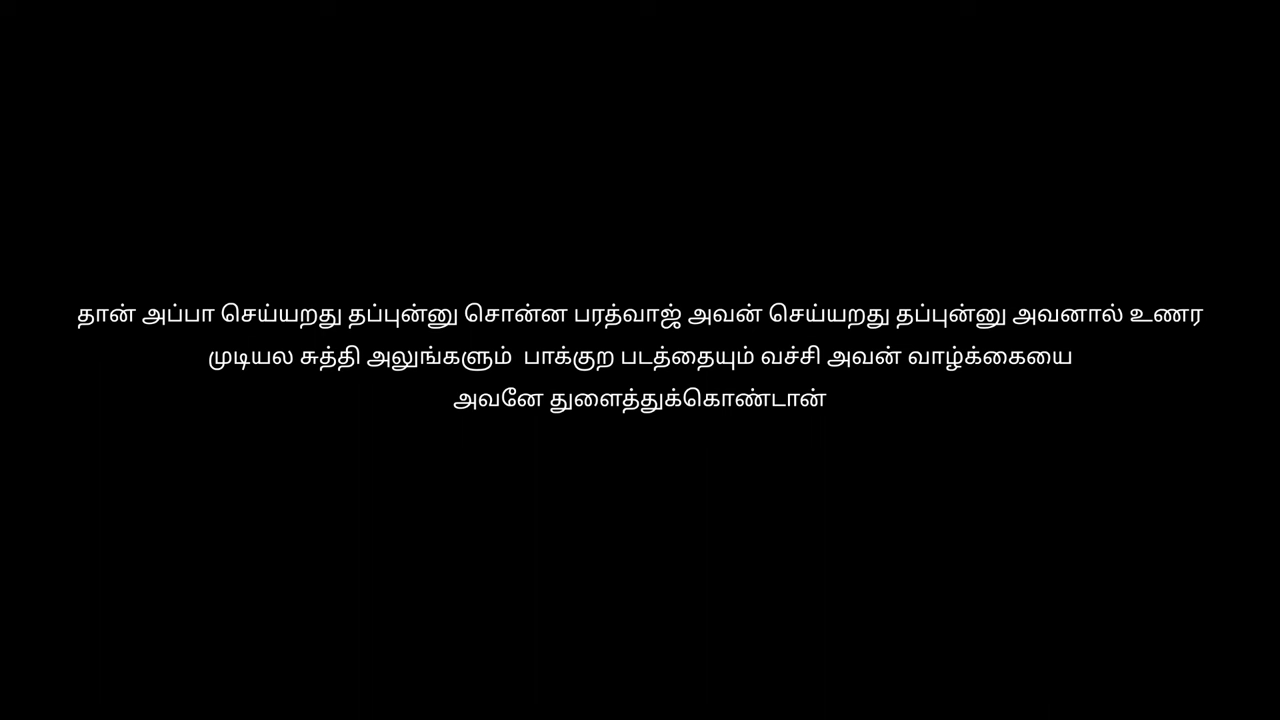 தான் அப்பா செய்யறது தப்புன்னு சொன்ன பரத்வாஜ் அவன் செய்யறது தப்புன்னு அவனால் உணர
முடியல சுத்தி அலுங்களும் பாக்குற படத்தையும் வச்சி அவன் வாழ்க்கையை
அவனே துளைத்துக்கொண்டான்